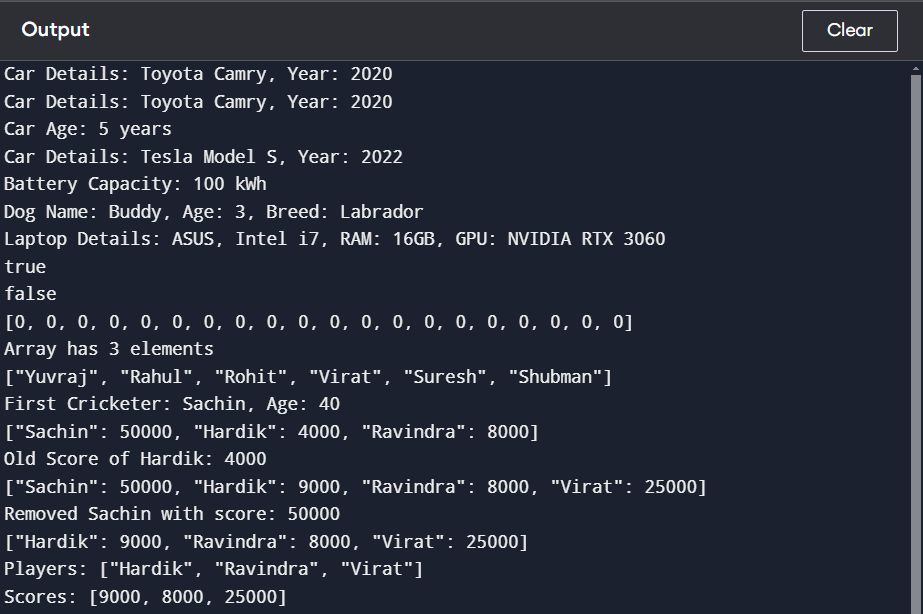 Output
Clear
Car Details: Toyota Camry, Year: 2020
Car Details: Toyota Camry, Year: 2020
Car Age: 5 years
Car Details: Tesla Model S, Year: 2022
Battery Capacity: 100 kWh
Dog Name: Buddy, Age: 3, Breed: Labrador
Laptop Details: ASUS, Intel i7, RAM: 16GB, GPU: NVIDIA RTX 3060
true
false
[0, 0, 0, 0, 0, 0, 0, 0, 0, 0, 0, 0, 0, 0, 0, 0, 0, 0, 0, 0]
Array has 3 elements
["Yuvraj", "Rahul", "Rohit", "Virat", "Suresh", "Shubman"]
First Cricketer: Sachin, Age: 40
["Sachin": 50000, "Hardik": 4000, "Ravindra": 8000]
Old Score of Hardik: 4000
["Sachin": 50000, "Hardik": 9000, "Ravindra": 8000, "Virat": 25000]
Removed Sachin with score: 50000
["Hardik": 9000, "Ravindra": 8000, "Virat": 25000]
Players: ["Hardik", "Ravindra", "Virat"]
Scores: [9000, 8000, 25000]